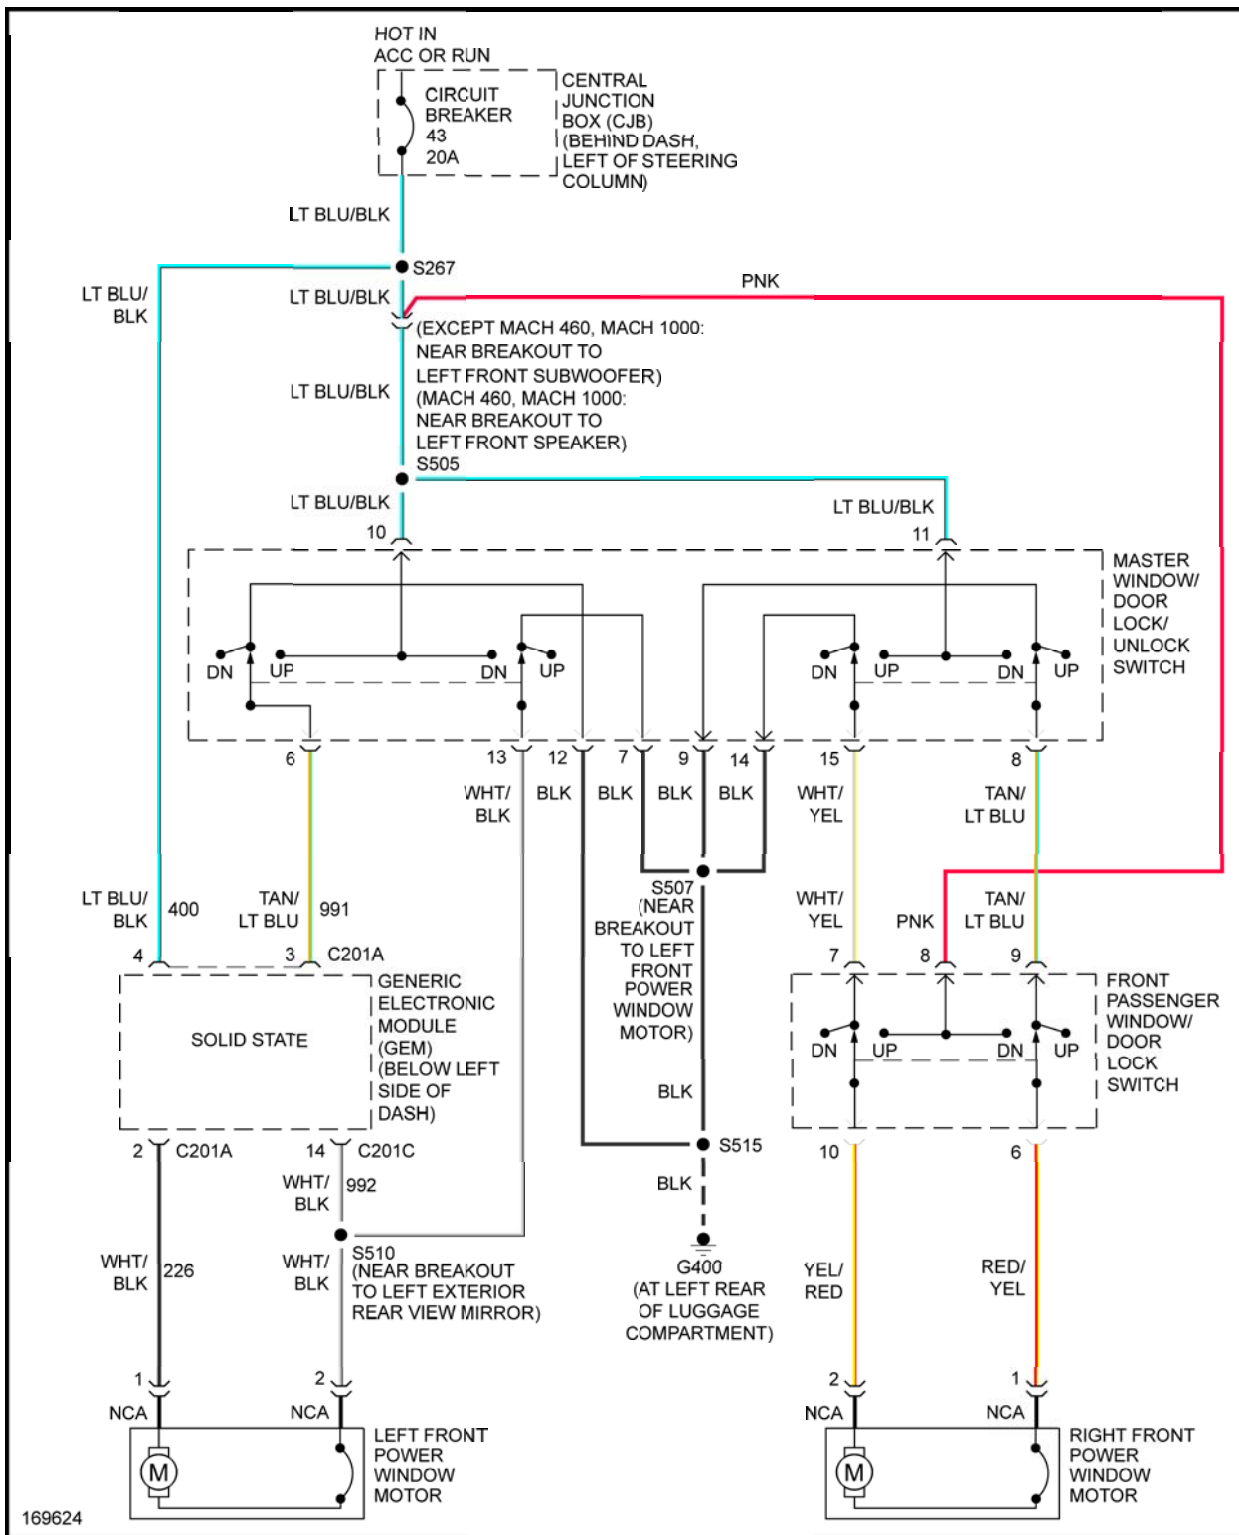 HOT IN
ACC OR RUN
CIRCUIT
BREAKER
43
20A
CENTRAL
JUNCTION
BOX (CJB)
(BEHIND DASH,
LEFT OF STEERING
COLUMN)
LT BLU/BLK
S267
LT BLU/
BLK
LT BLU/BLK
PNK
(EXCEPT MACH 460, MACH 1000:
NEAR BREAKOUT TO
LEFT FRONT SUBWOOFER)
(MACH 460, MACH 1000:
NEAR BREAKOUT TO
LEFT FRONT SPEAKER)
LT BLU/BLK
S505
LT BLU/BLK
LT BLU/BLK
10
11
MASTER
WINDOW/
DOOR
LOCK/
UNLOCK
SWITCH
DN
UP
DN
UP
DN
UP
DN
UP
6
13
12
7
9
14
15
8
WHT/
BLK
BLK
BLK
BLK
BLK
WHT/
YEL
TAN/
LT BLU
S507
(NEAR
BREAKOUT
TO LEFT
FRONT
POWER
WINDOW
MOTOR)
LT BLU/
BLK
400
TAN/
LT BLU
991
WHT/
YEL
PNK
TAN/
LT BLU
4
3
C201A
7
8
9
SOLID STATE
GENERIC
ELECTRONIC
MODULE
(GEM)
(BELOW LEFT
SIDE OF
DASH)
DN
UP
DN
UP
FRONT
PASSENGER
WINDOW/
DOOR
LOCK
SWITCH
BLK
2
C201A
14
C201C
S515
10
6
WHT/
BLK
992
BLK
S510
(NEAR BREAKOUT
TO LEFT EXTERIOR
REAR VIEW MIRROR)
WHT/
BLK
226
WHT/
BLK
G400
(AT LEFT REAR
OF LUGGAGE
COMPARTMENT)
YEL/
RED
RED/
YEL
1
2
2
1
NCA
NCA
NCA
NCA
M
LEFT FRONT
POWER
WINDOW
MOTOR
M
RIGHT FRONT
POWER
WINDOW
MOTOR
169624